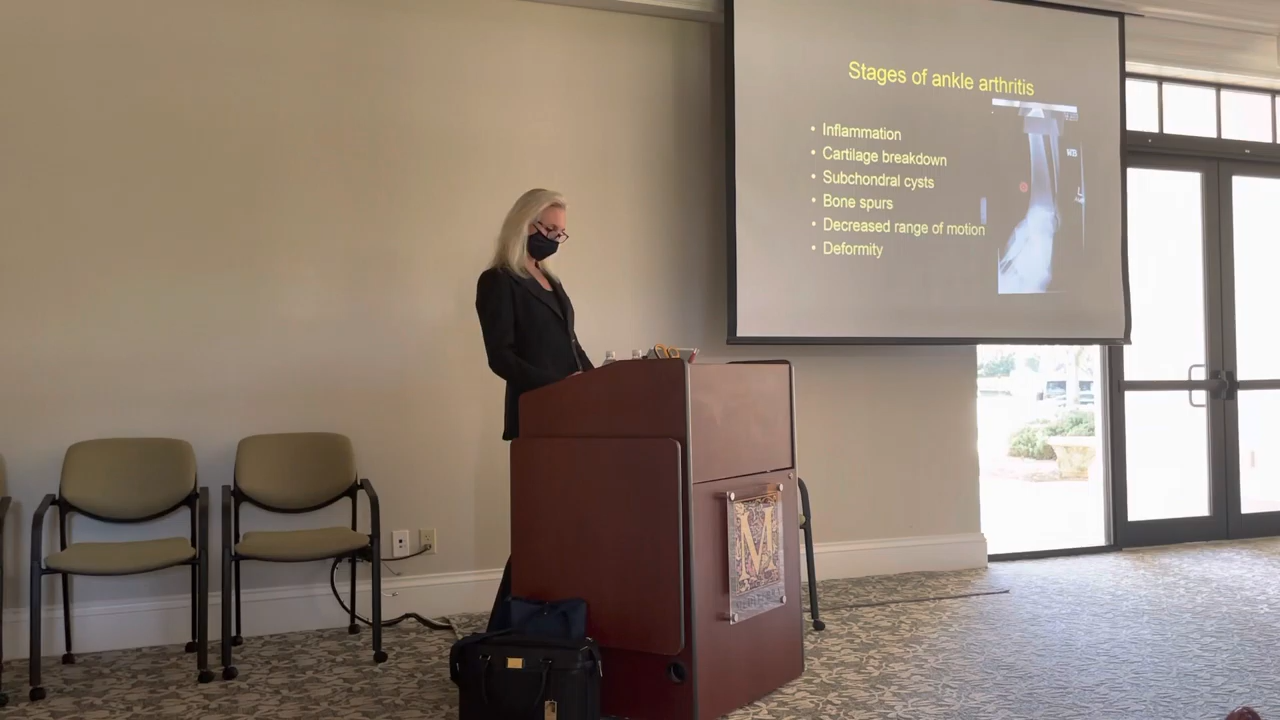 Stages of ankle arthritis
• Inflammation
• Cartilage breakdown
• Subchondral cysts
• Bone spurs
• Decreased range of motion
• Deformity
M